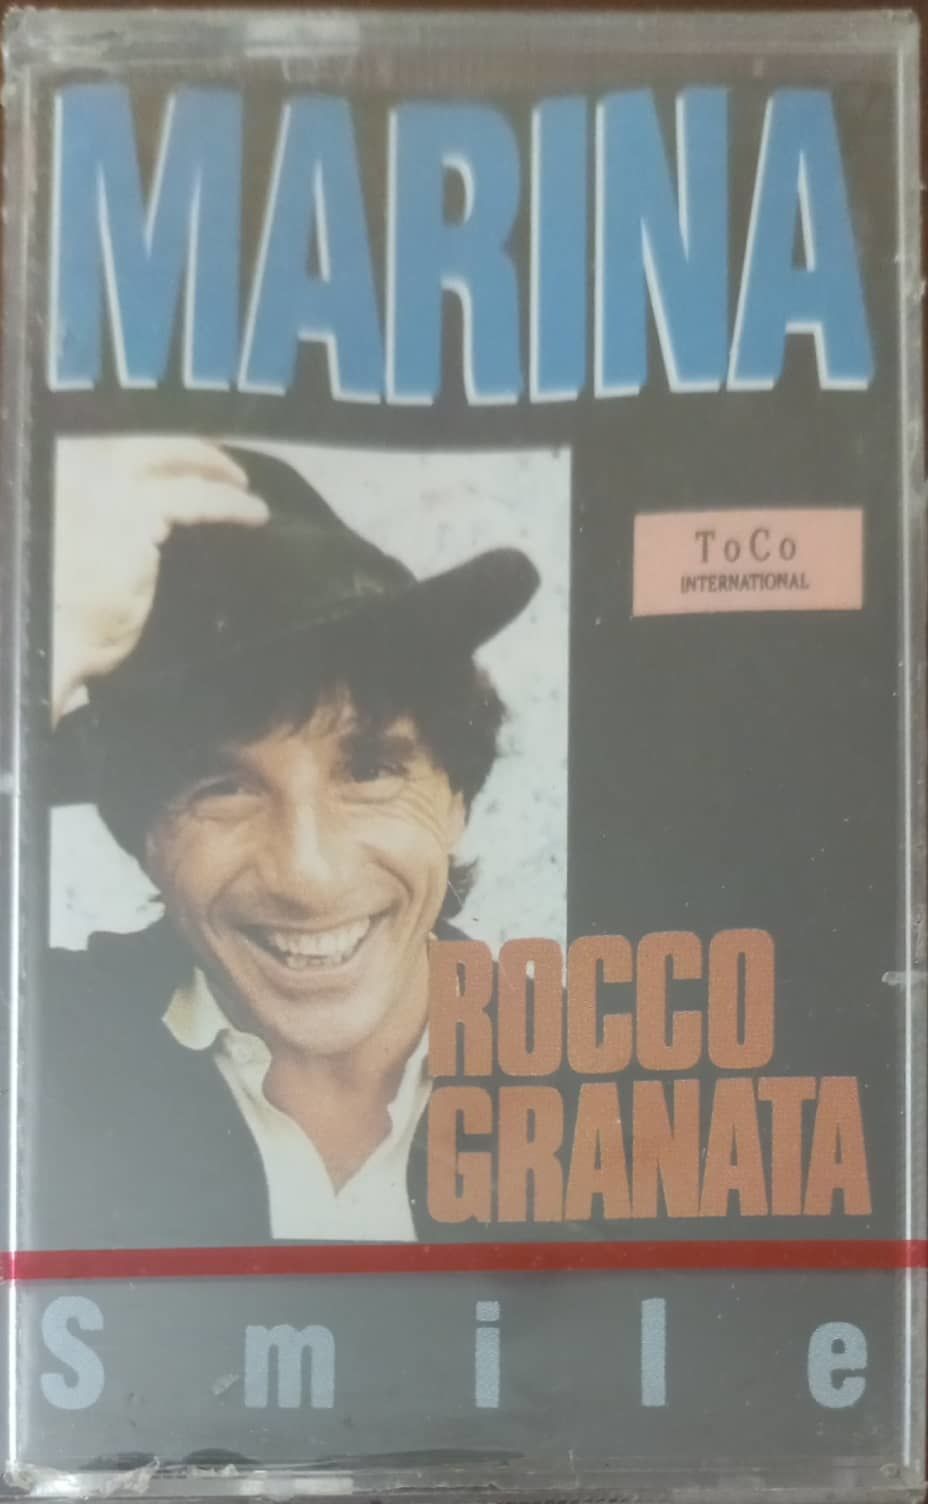 MARINA
ToCo
INTERNATIONAL
ROCCO
GRANATA
Smile